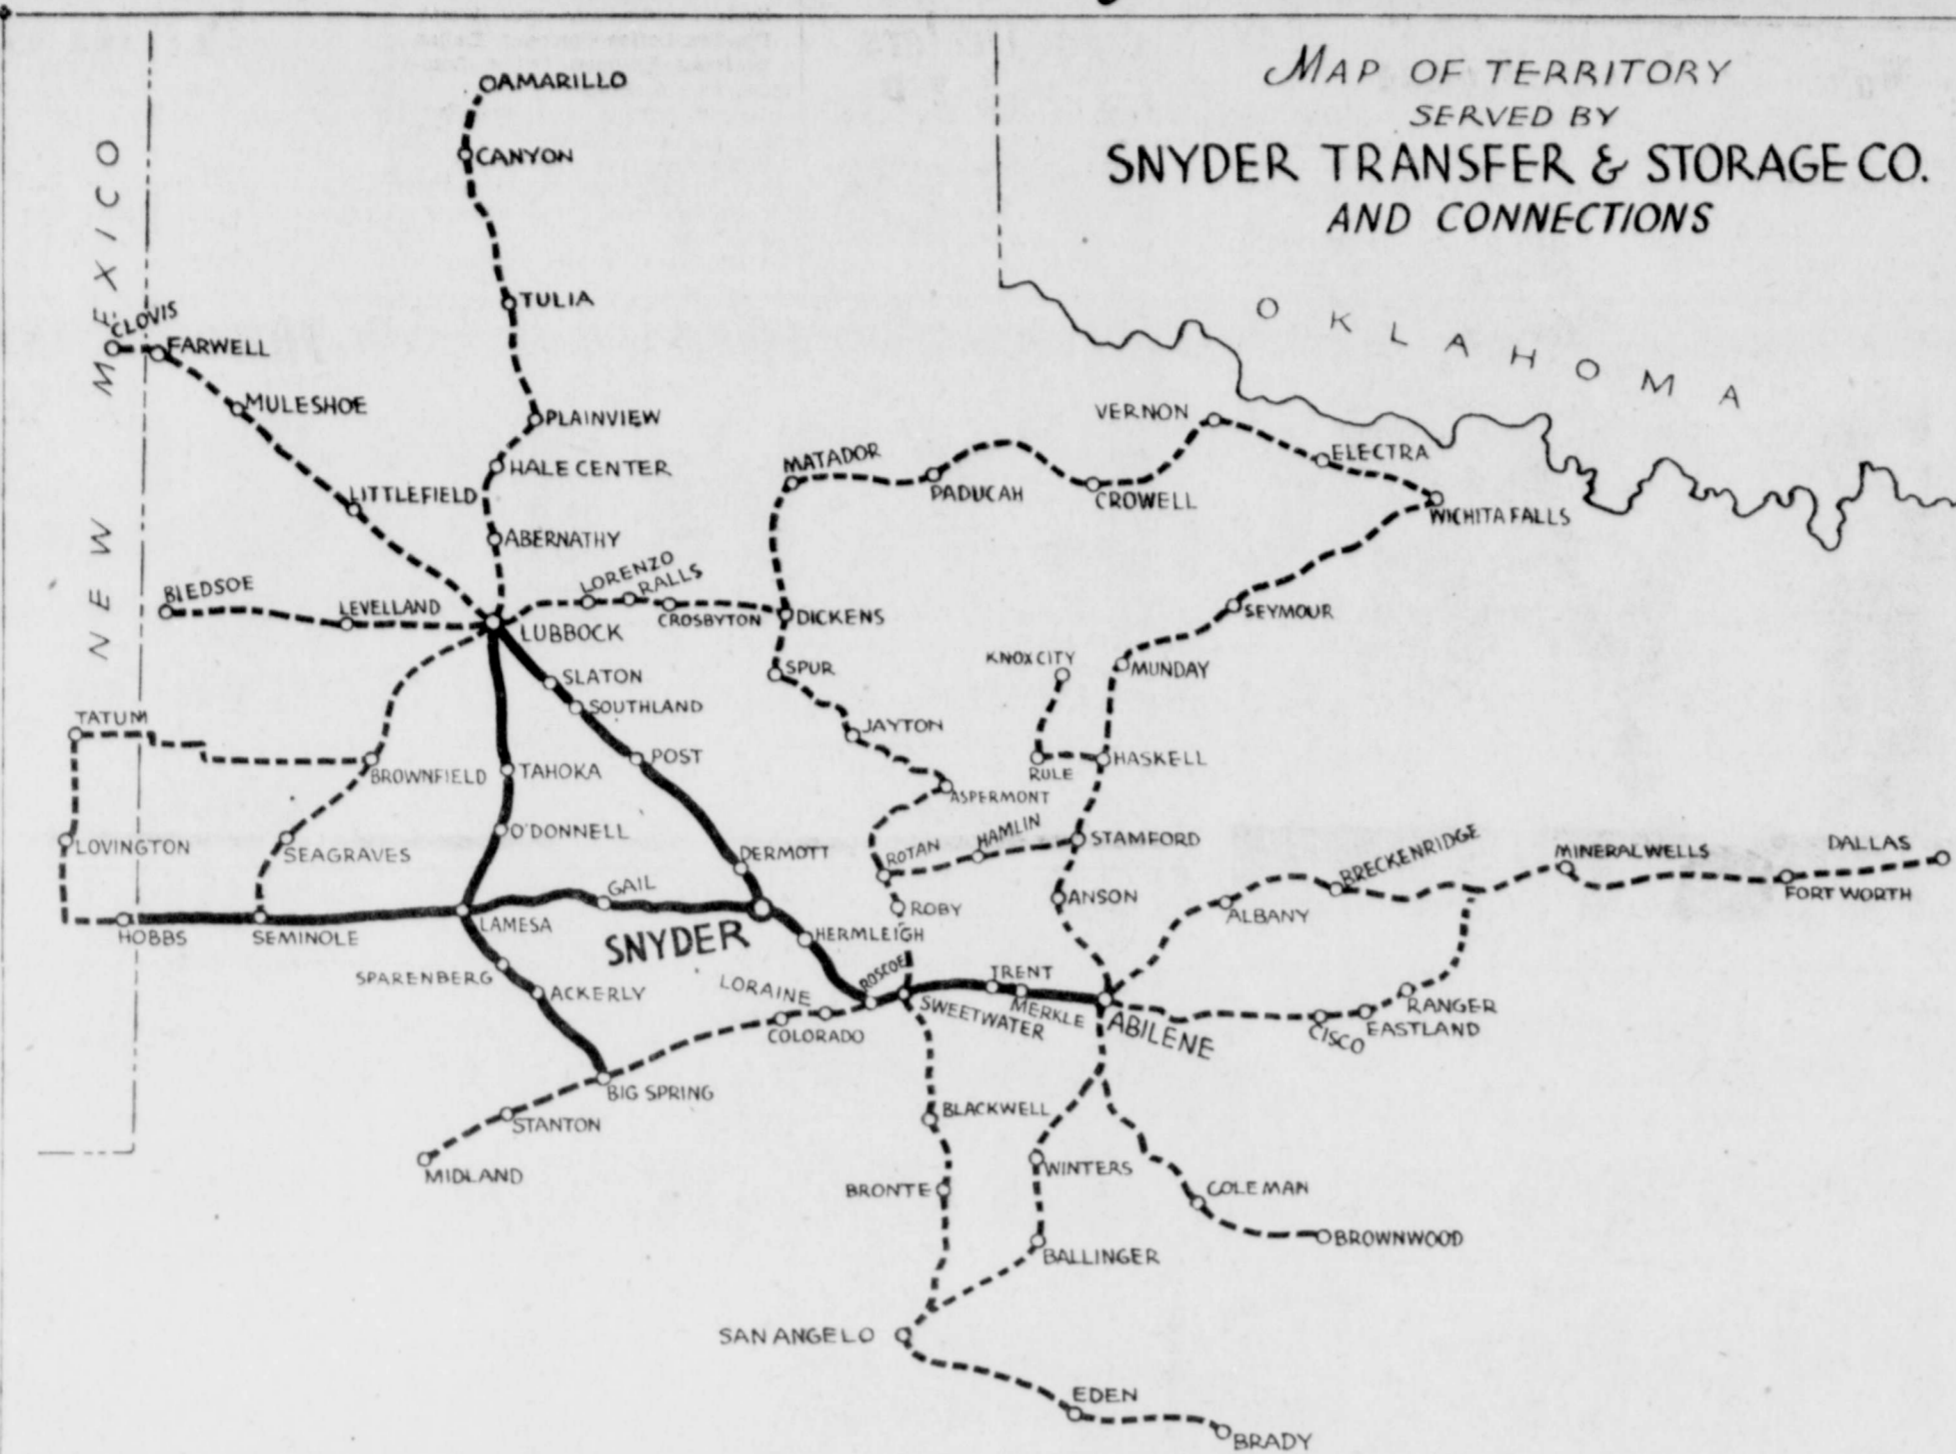 MAP OF TERRITORY
SERVED BY
SNYDER TRANSFER & STORAGE CO.
AND CONNECTIONS
NEW MEXICO
OKLAHOMA
AMARILLO
CANYON
TULIA
CLOVIS
FARWELL
MULESHOE
PLAINVIEW
VERNON
HALE CENTER
MATADOR
ELECTRA
LITTLEFIELD
PADUCAH
CROWELL
WICHITA FALLS
ABERNATHY
LORENZO
RALLS
BLEDSOE
LEVELLAND
LUBBOCK
CROSBYTON
DICKENS
SEYMOUR
SLATON
SPUR
KNOX CITY
MUNDAY
SOUTHLAND
TATUM
JAYTON
BROWNFIELD
TAHOKA
POST
RULE
HASKELL
ASPERMONT
LOVINGTON
SEAGRAVES
O'DONNELL
DERMOTT
ROTAN
HAMLIN
STAMFORD
BRECKENRIDGE
MINERAL WELLS
DALLAS
GAIL
ROBY
ANSON
ALBANY
FORT WORTH
HOBBS
SEMINOLE
LAMESA
SNYDER
HERMLEIGH
SPARENBERG
ACKERLY
LORAINE
ROSCOE
TRENT
COLORADO
SWEETWATER
MERKLE
ABILENE
CISCO
EASTLAND
RANGER
BIG SPRING
STANTON
BLACKWELL
MIDLAND
WINTERS
BRONTE
COLEMAN
BROWNWOOD
BALLINGER
SAN ANGELO
EDEN
BRADY